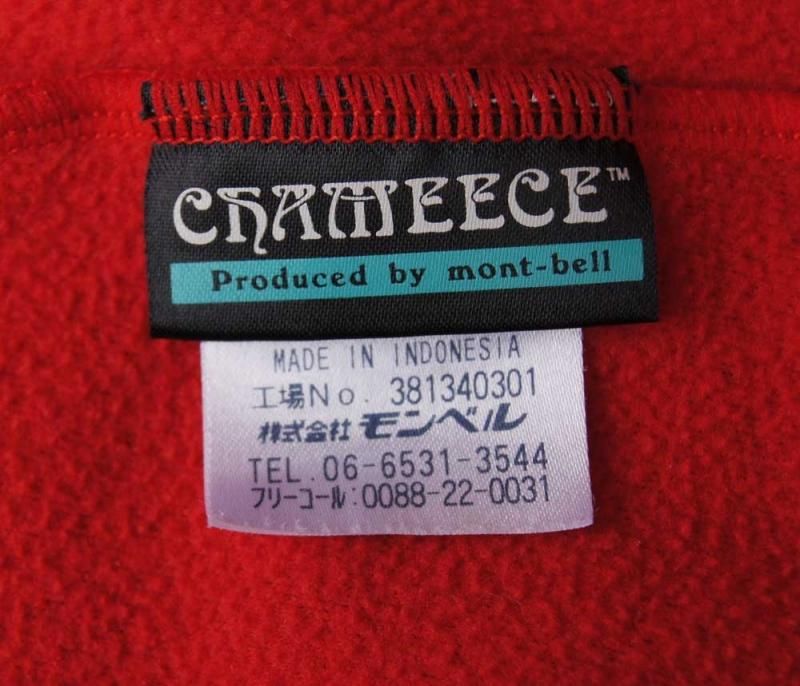 CHAMEECE™
Produced by mont-bell
MADE IN INDONESIA
工場No. 381340301
株式会社 モンベル
TEL. 06-6531-3544
フリーコール:0088-22-0031